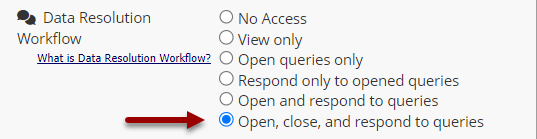 Data Resolution
Workflow
What is Data Resolution Workflow?
No Access
View only
Open queries only
Respond only to opened queries
Open and respond to queries
Open, close, and respond to queries